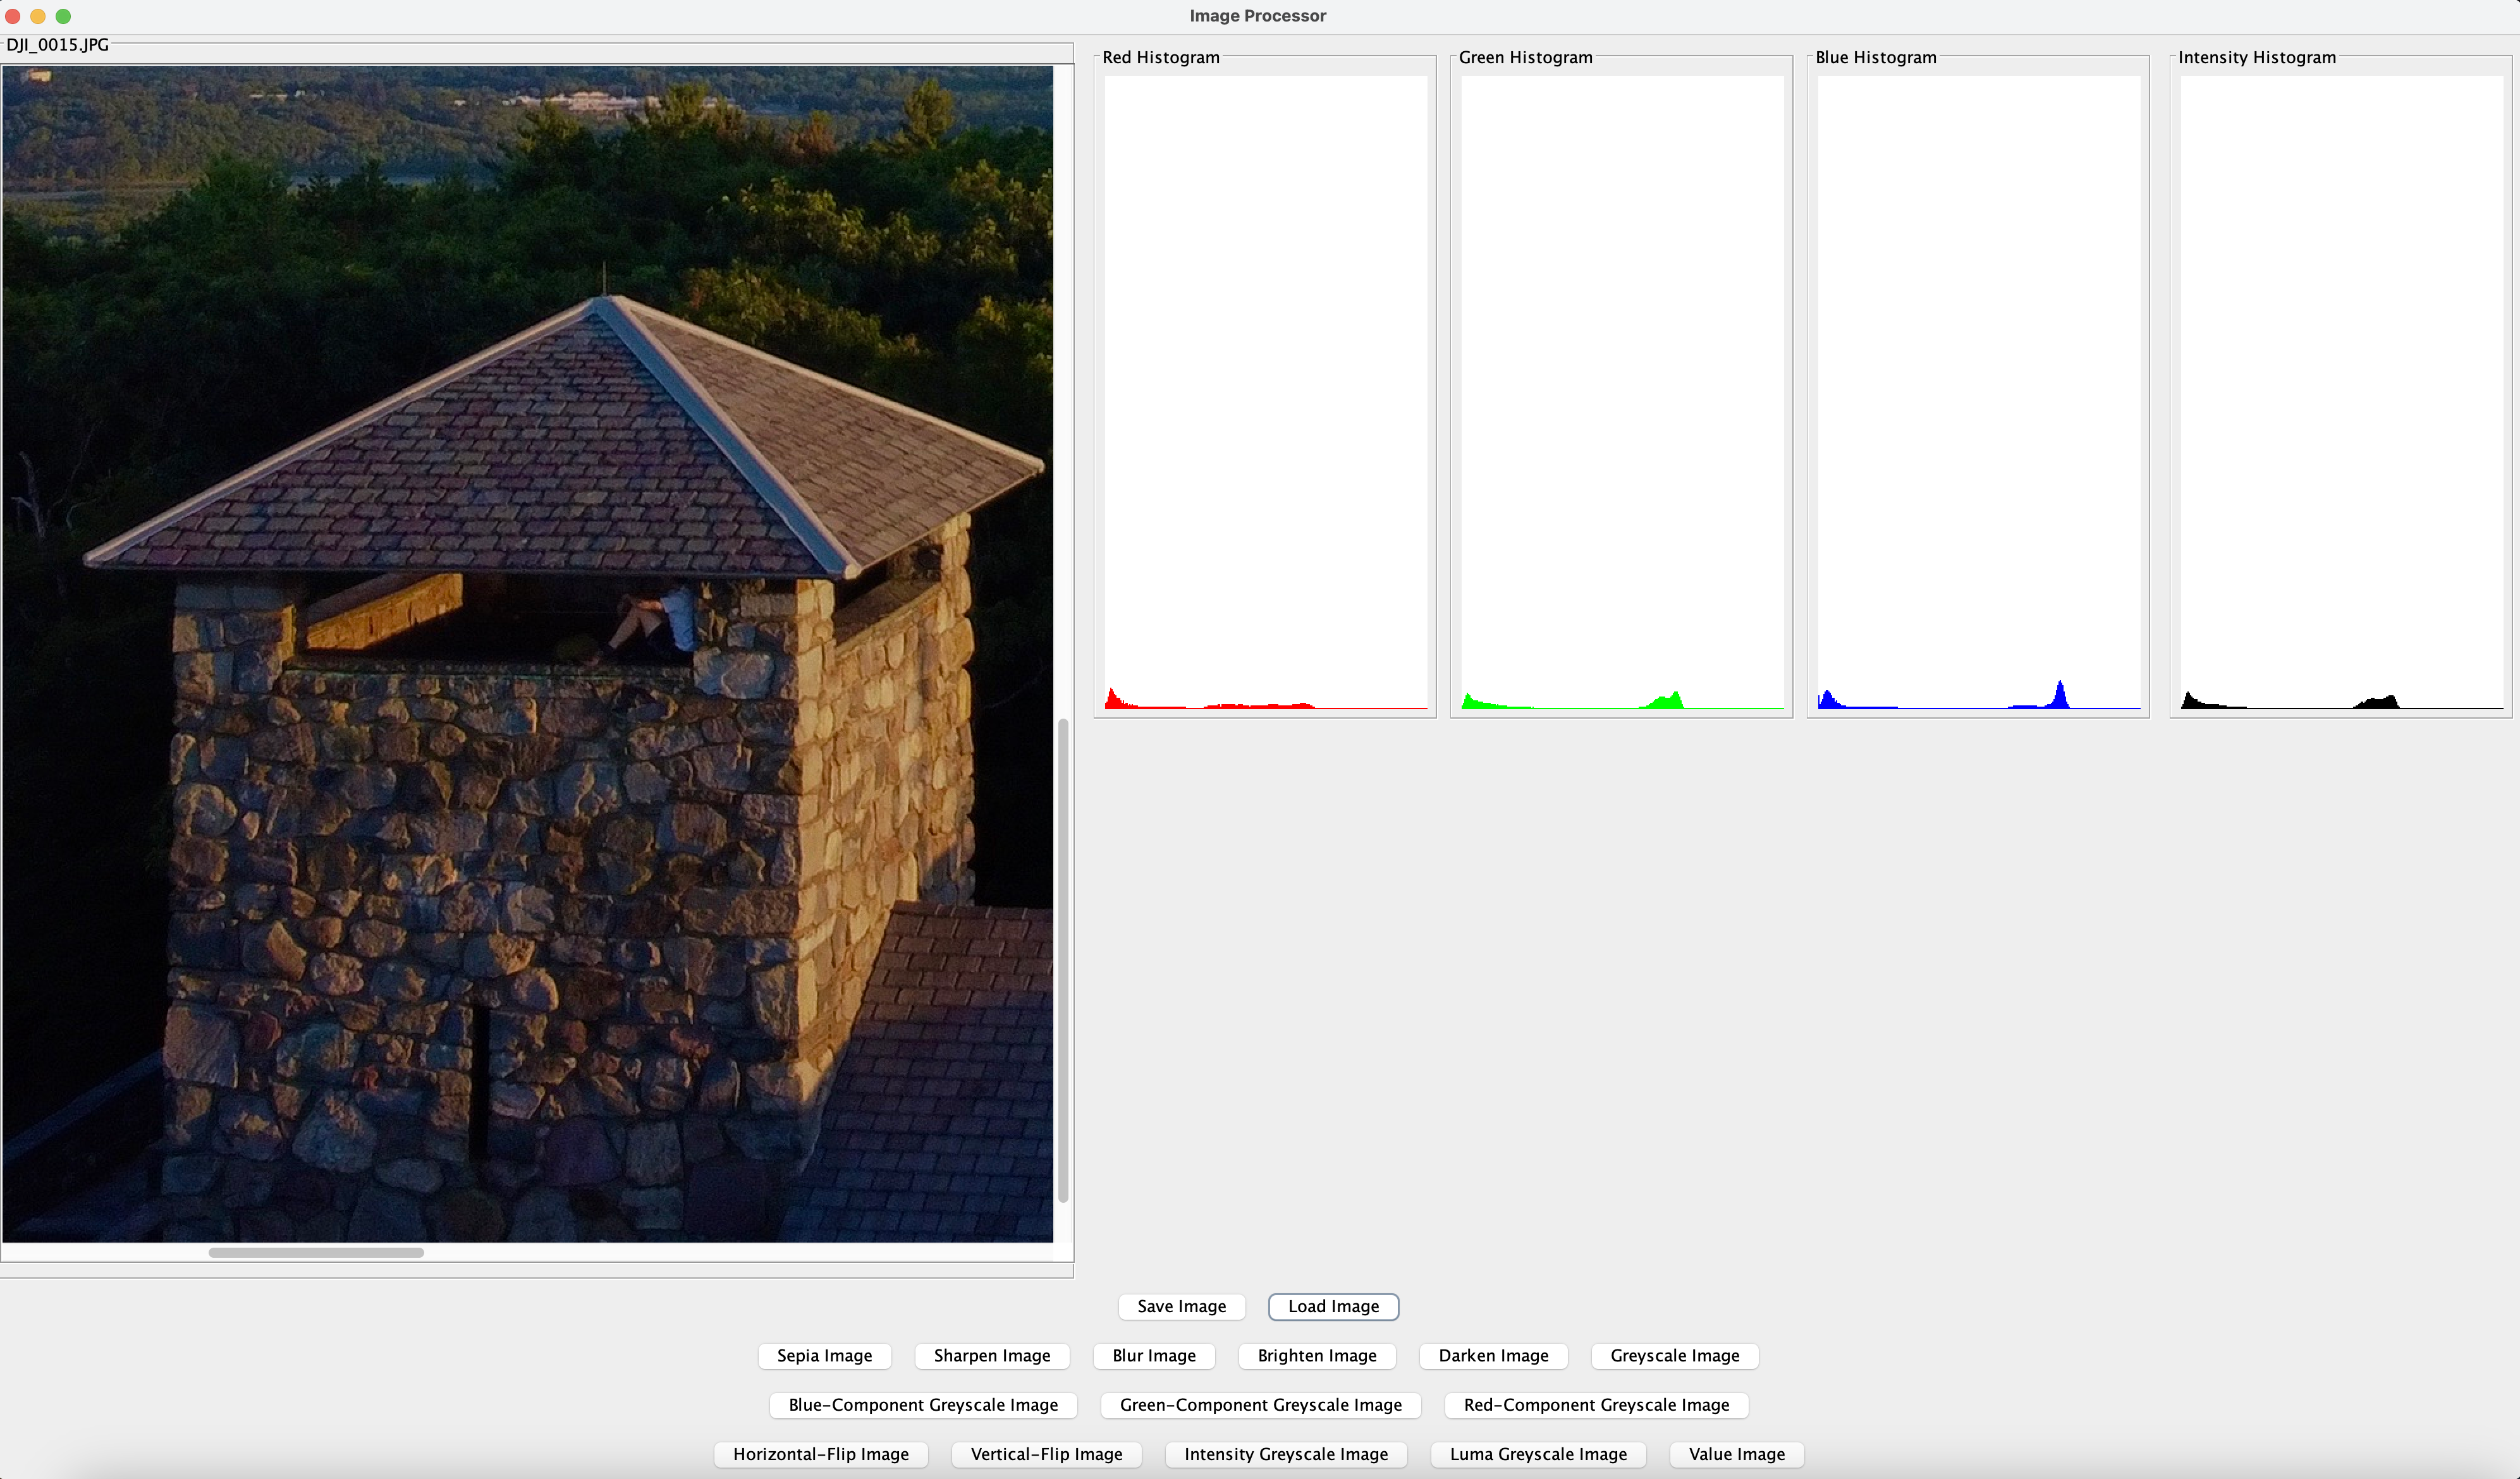 Image Processor
DJI_0015.JPG
Red Histogram
Green Histogram
Blue Histogram
Intensity Histogram
Save Image
Load Image
Sepia Image
Sharpen Image
Blur Image
Brighten Image
Darken Image
Greyscale Image
Blue-Component Greyscale Image
Green-Component Greyscale Image
Red-Component Greyscale Image
Horizontal-Flip Image
Vertical-Flip Image
Intensity Greyscale Image
Luma Greyscale Image
Value Image